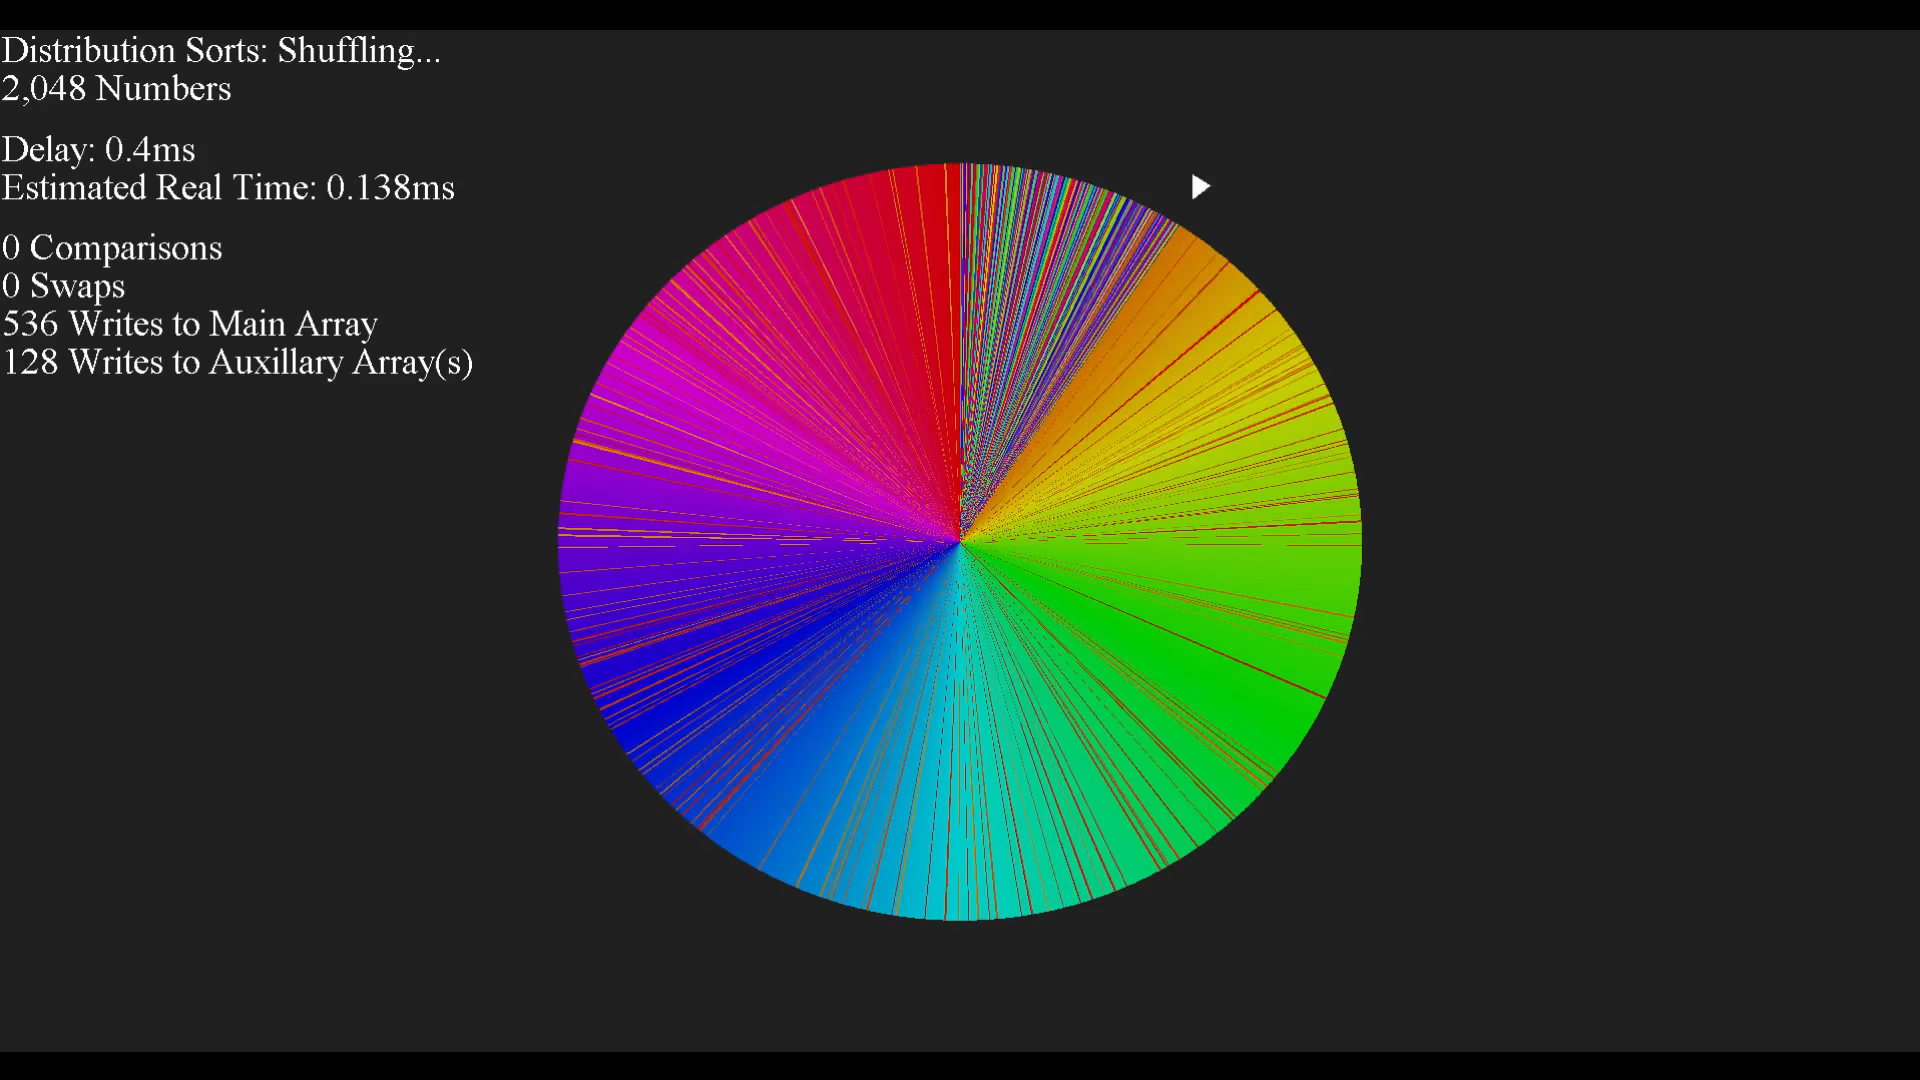 Distribution Sorts: Shuffling...
2,048 Numbers
Delay: 0.4ms
Estimated Real Time: 0.138ms
0 Comparisons
0 Swaps
536 Writes to Main Array
128 Writes to Auxillary Array(s)